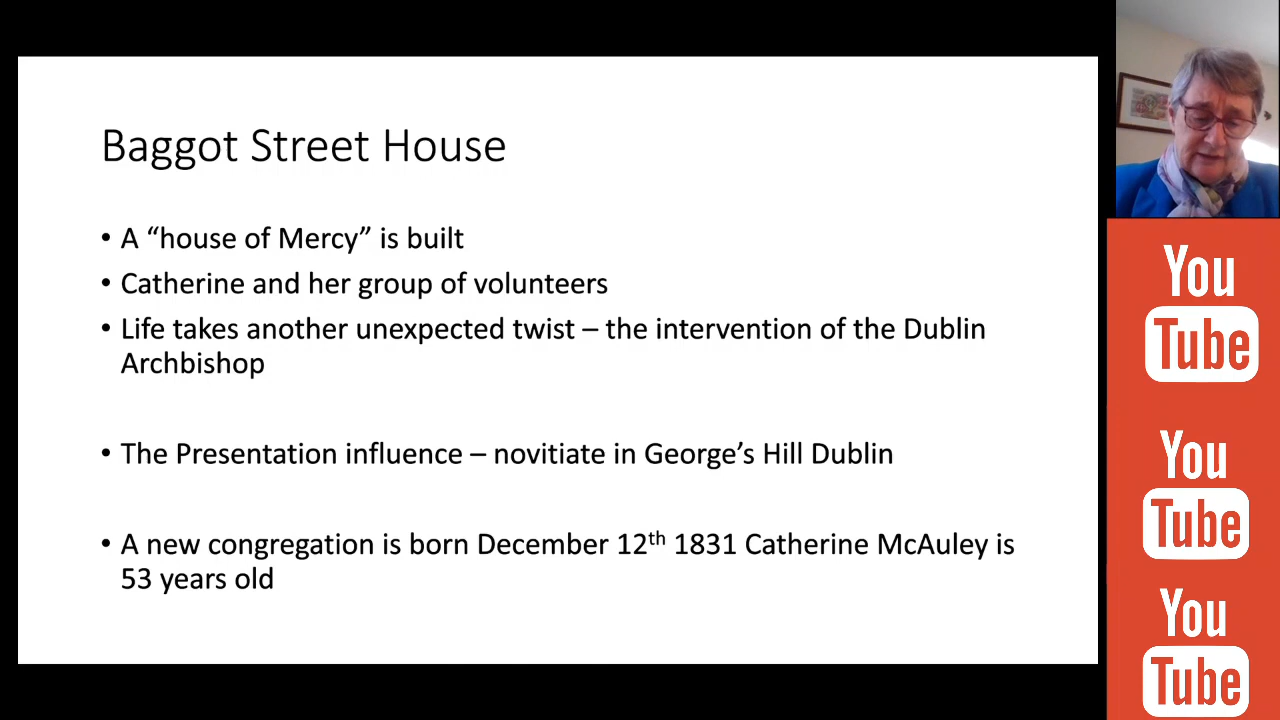 Baggot Street House
• A “house of Mercy” is built
• Catherine and her group of volunteers
• Life takes another unexpected twist – the intervention of the Dublin
Archbishop
• The Presentation influence – novitiate in George’s Hill Dublin
• A new congregation is born December 12th 1831 Catherine McAuley is
53 years old
You
Tube
You
Tube
You
Tube